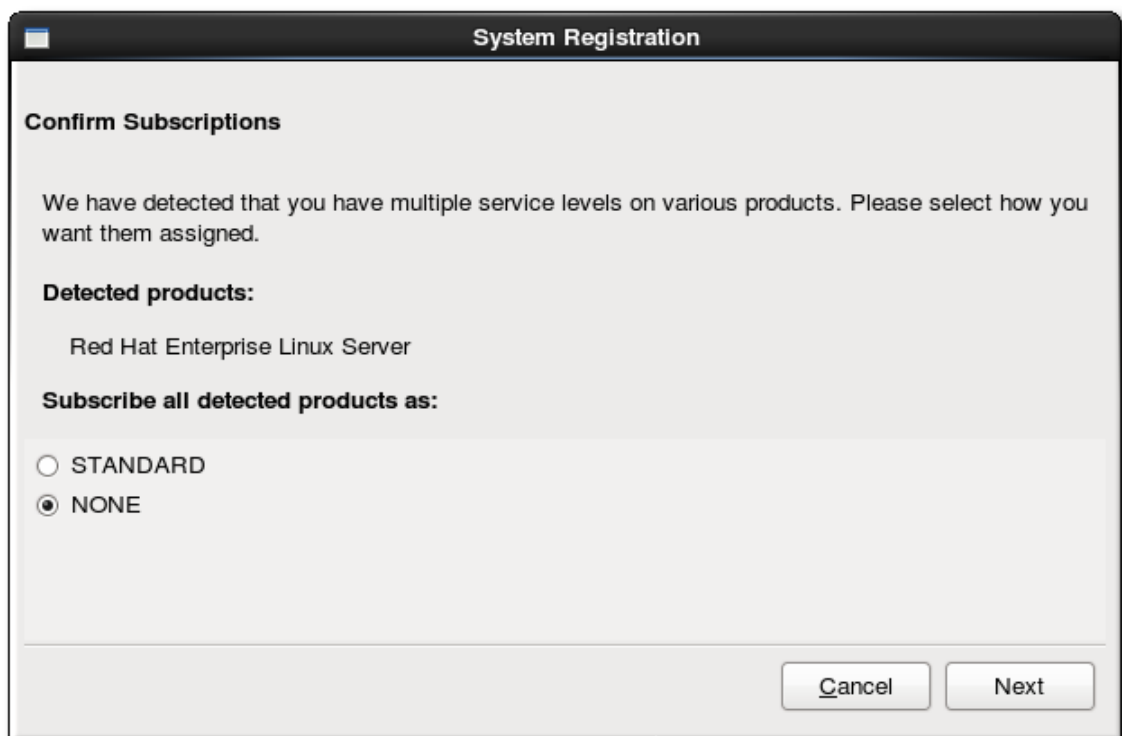 System Registration
Confirm Subscriptions
We have detected that you have multiple service levels on various products. Please select how you
want them assigned.
Detected products:
Red Hat Enterprise Linux Server
Subscribe all detected products as:
STANDARD
NONE
Cancel
Next